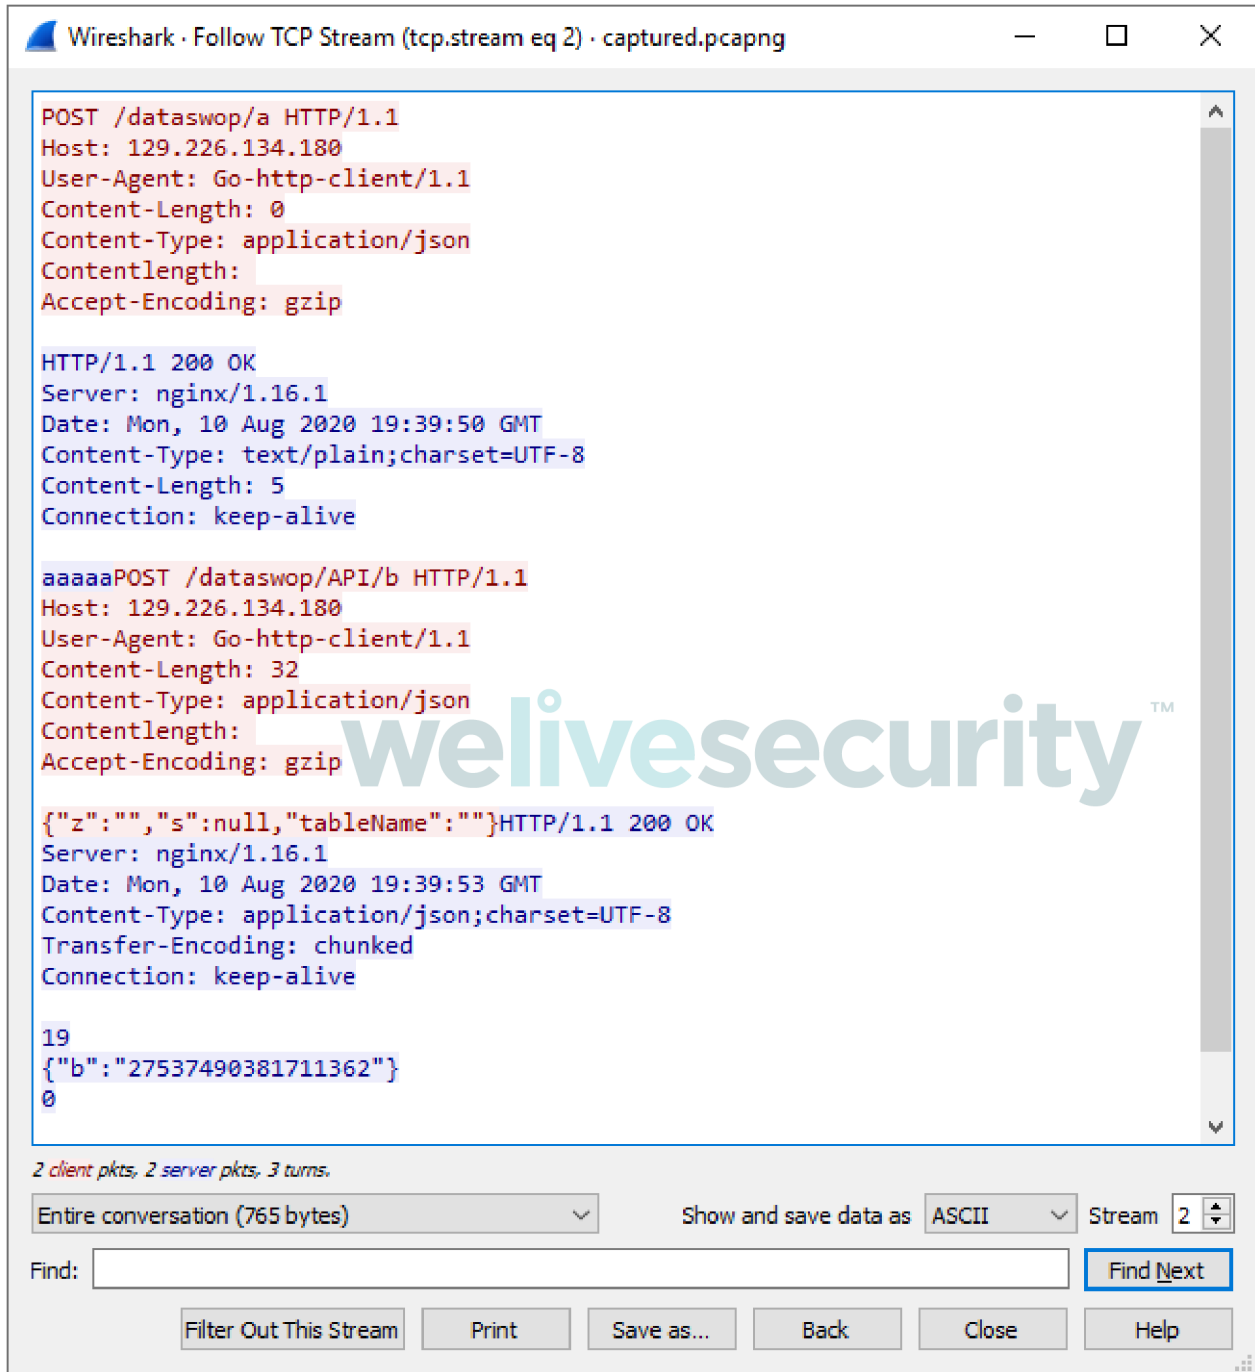 Wireshark · Follow TCP Stream (tcp.stream eq 2) · captured.pcapng
POST /dataswop/a HTTP/1.1
Host: 129.226.134.180
User-Agent: Go-http-client/1.1
Content-Length: 0
Content-Type: application/json
Contentlength:
Accept-Encoding: gzip
HTTP/1.1 200 OK
Server: nginx/1.16.1
Date: Mon, 10 Aug 2020 19:39:50 GMT
Content-Type: text/plain;charset=UTF-8
Content-Length: 5
Connection: keep-alive
aaaaaPOST /dataswop/API/b HTTP/1.1
Host: 129.226.134.180
User-Agent: Go-http-client/1.1
Content-Length: 32
Content-Type: application/json
Contentlength:
Accept-Encoding: gzip
welivesecurity™
{"z":"","s":null,"tableName":""}HTTP/1.1 200 OK
Server: nginx/1.16.1
Date: Mon, 10 Aug 2020 19:39:53 GMT
Content-Type: application/json;charset=UTF-8
Transfer-Encoding: chunked
Connection: keep-alive
19
{"b":"27537490381711362"}
0
2 client pkts, 2 server pkts, 3 turns.
Entire conversation (765 bytes) Show and save data as ASCII Stream 2
Find: Find Next
Filter Out This Stream Print Save as... Back Close Help